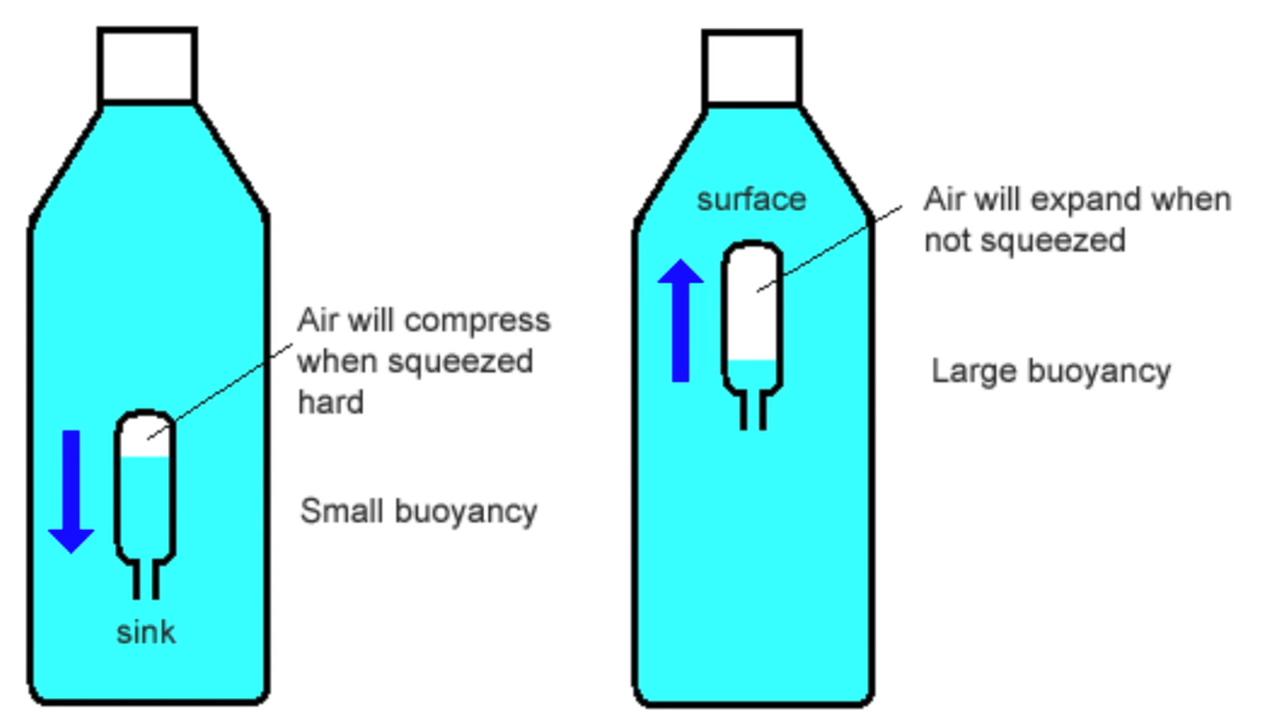 Air will compress
when squeezed
hard
Small buoyancy
sink
surface
Air will expand when
not squeezed
Large buoyancy